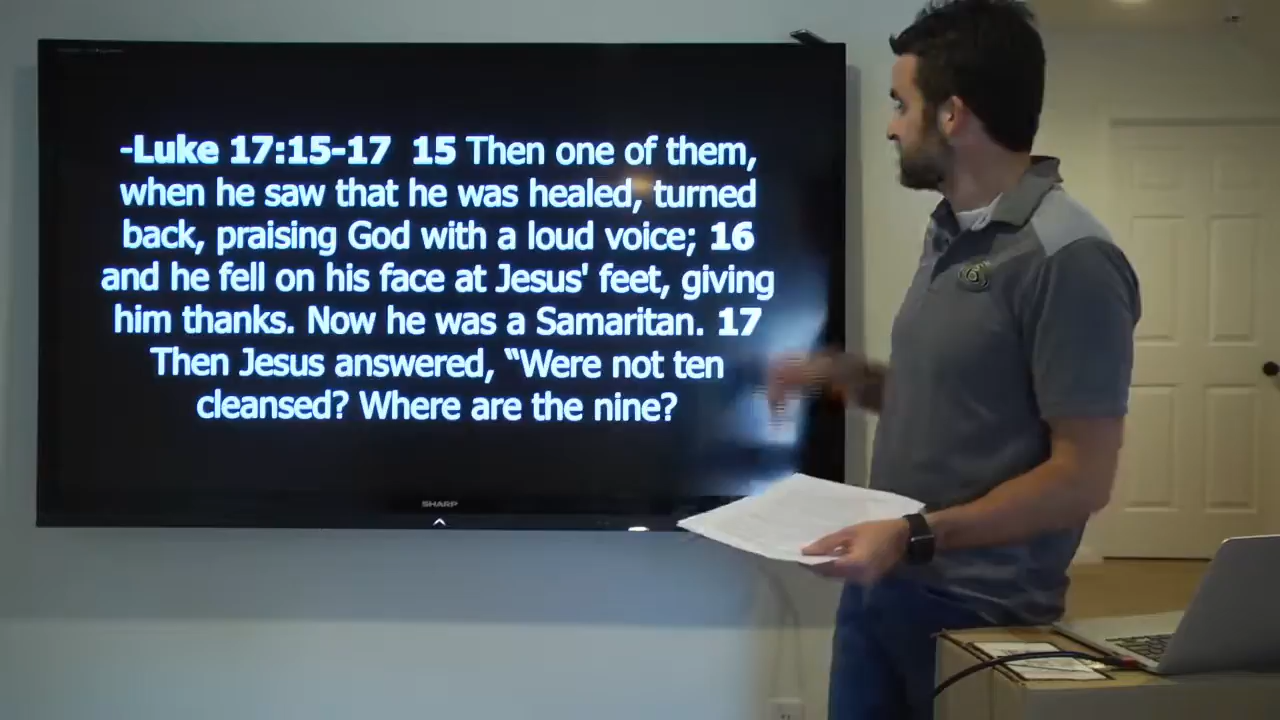 -Luke 17:15-17 15 Then one of them,
when he saw that he was healed, turned
back, praising God with a loud voice; 16
and he fell on his face at Jesus' feet, giving
him thanks. Now he was a Samaritan. 17
Then Jesus answered, “Were not ten
cleansed? Where are the nine?
SHARP